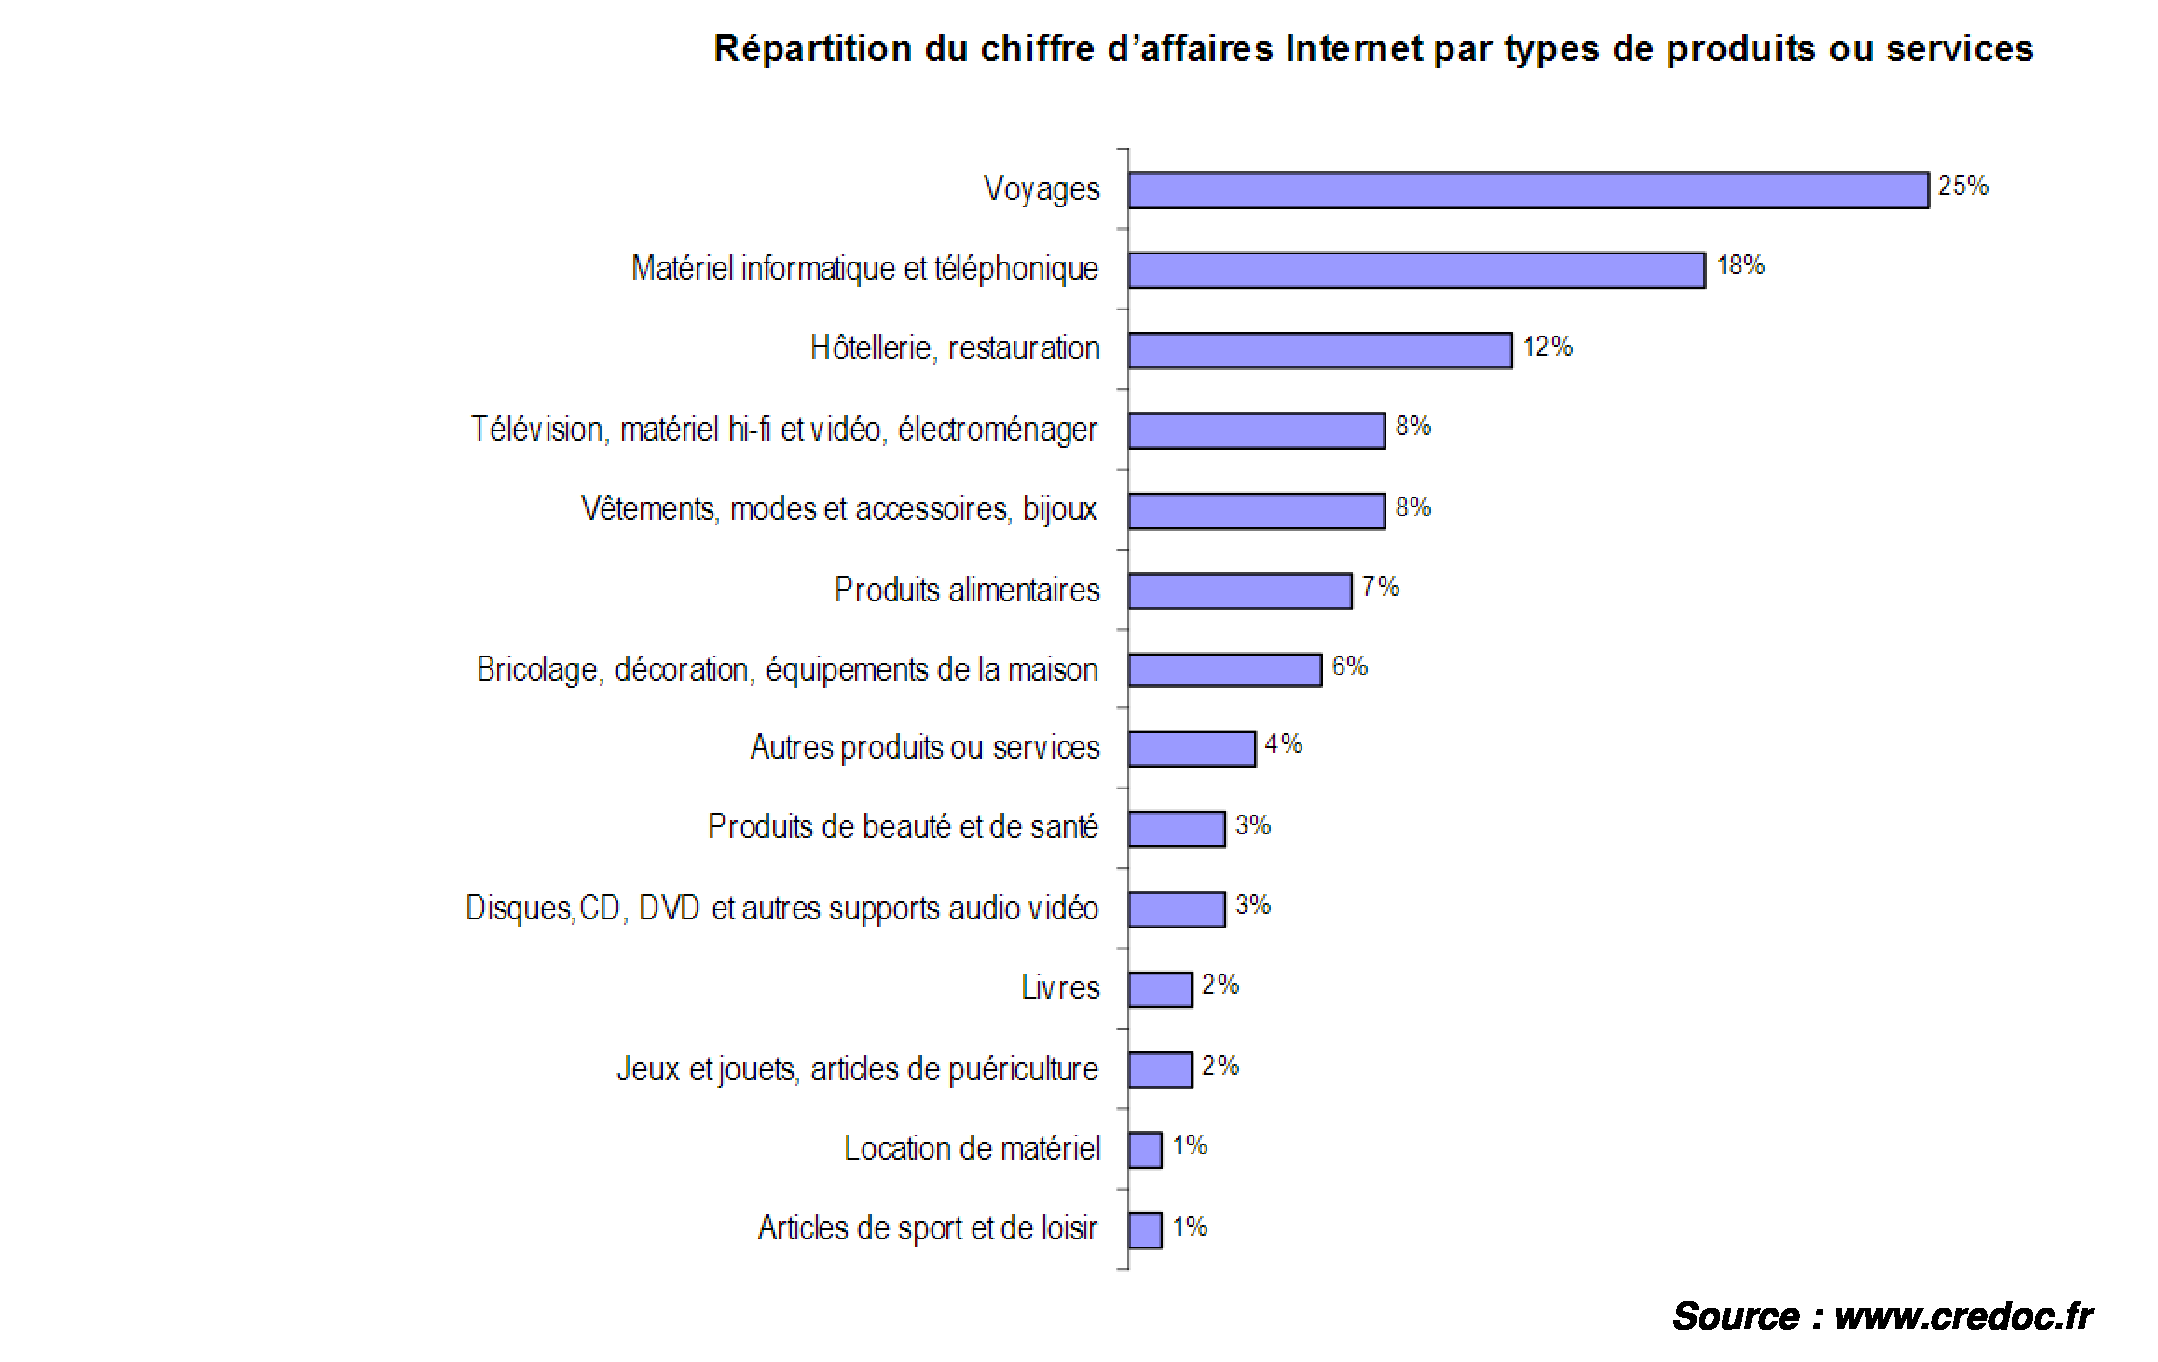 Répartition du chiffre d’affaires Internet par types de produits ou services
Voyages 25%
Matériel informatique et téléphonique 18%
Hôtellerie, restauration 12%
Télévision, matériel hi-fi et vidéo, électroménager 8%
Vêtements, modes et accessoires, bijoux 8%
Produits alimentaires 7%
Bricolage, décoration, équipements de la maison 6%
Autres produits ou services 4%
Produits de beauté et de santé 3%
Disques,CD, DVD et autres supports audio vidéo 3%
Livres 2%
Jeux et jouets, articles de puériculture 2%
Location de matériel 1%
Articles de sport et de loisir 1%
Source : www.credoc.fr